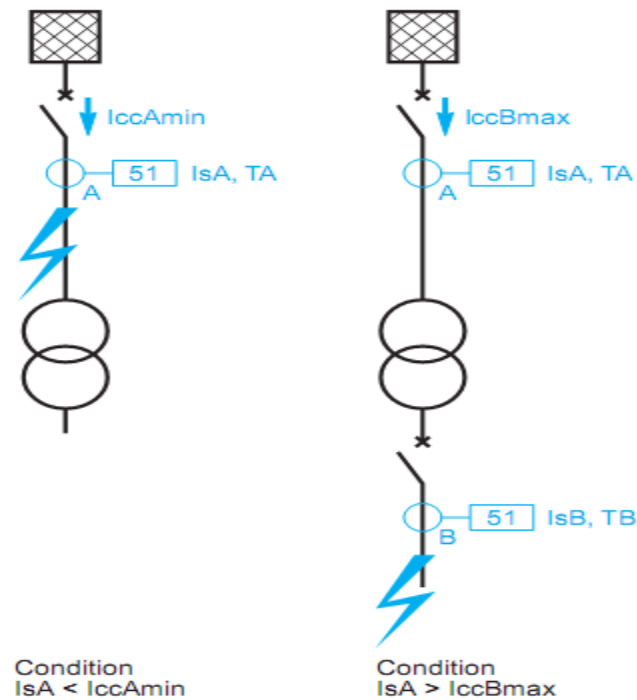 IccAmin
51 IsA, TA
A
Condition
IsA < IccAmin
IccBmax
51 IsA, TA
A
51 IsB, TB
B
Condition
IsA > IccBmax